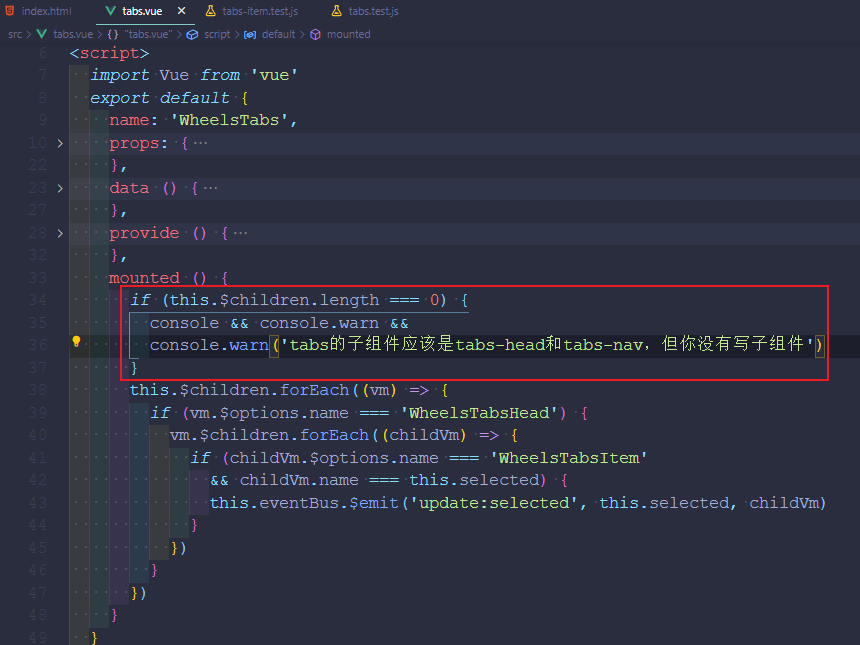 index.html tabs.vue × tabs-item.test.js tabs.test.js
src > tabs.vue > {} "tabs.vue" > script > default > mounted
6 <script>
7 import Vue from 'vue'
8 export default {
9 name: 'WheelsTabs',
10 props: { ···
22 },
23 data () { ···
27 },
28 provide () { ···
32 },
33 mounted () {
34 if (this.$children.length === 0) {
35 console && console.warn &&
36 console.warn('tabs的子组件应该是tabs-head和tabs-nav，但你没有写子组件')
37 }
38 this.$children.forEach((vm) => {
39 if (vm.$options.name === 'WheelsTabsHead') {
40 vm.$children.forEach((childVm) => {
41 if (childVm.$options.name === 'WheelsTabsItem'
42 && childVm.name === this.selected) {
43 this.eventBus.$emit('update:selected', this.selected, childVm)
44 }
45 })
46 }
47 })
48 }
49 }